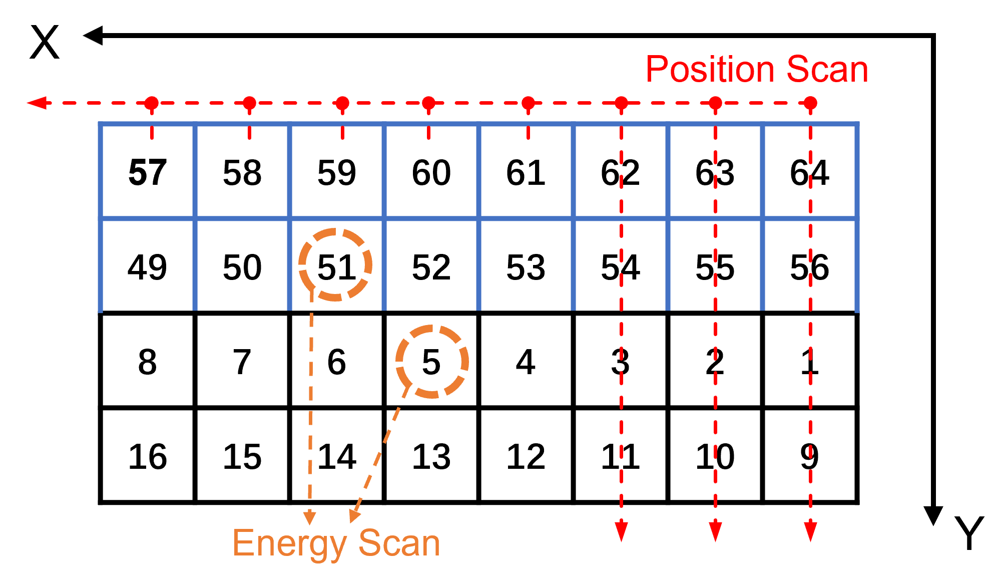 X
Position Scan
57 58 59 60 61 62 63 64
49 50 51 52 53 54 55 56
8 7 6 5 4 3 2 1
16 15 14 13 12 11 10 9
Energy Scan
Y